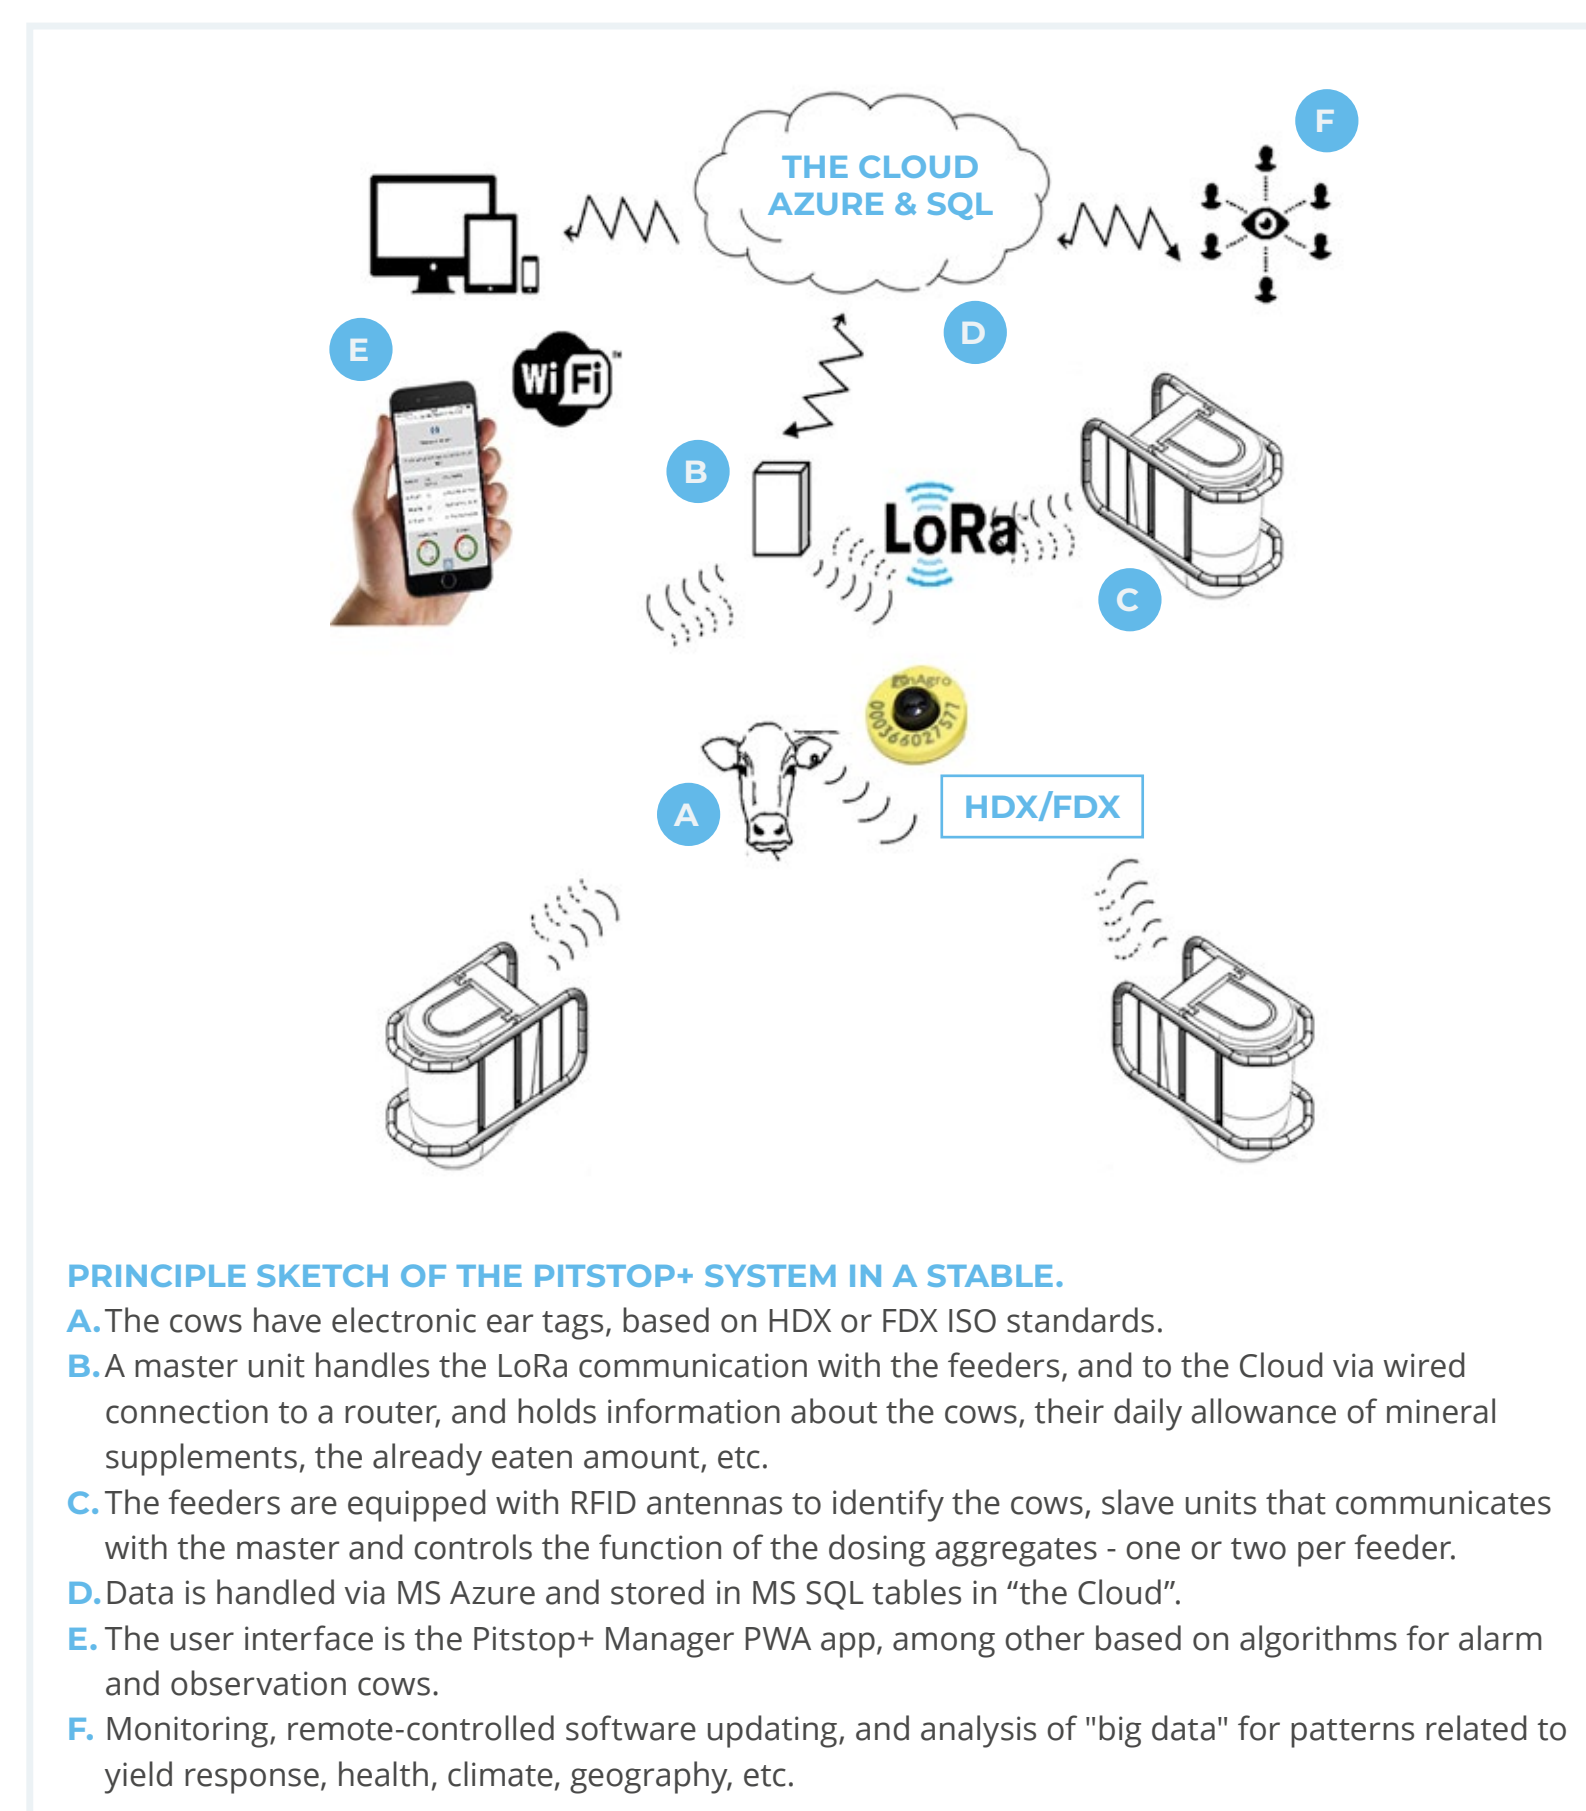 F
THE CLOUD
AZURE & SQL
D
E
WiFi
TM
B
LoRa
C
000366027577
A
HDX/FDX
PRINCIPLE SKETCH OF THE PITSTOP+ SYSTEM IN A STABLE.
A. The cows have electronic ear tags, based on HDX or FDX ISO standards.
B. A master unit handles the LoRa communication with the feeders, and to the Cloud via wired
connection to a router, and holds information about the cows, their daily allowance of mineral
supplements, the already eaten amount, etc.
C. The feeders are equipped with RFID antennas to identify the cows, slave units that communicates
with the master and controls the function of the dosing aggregates - one or two per feeder.
D. Data is handled via MS Azure and stored in MS SQL tables in “the Cloud”.
E. The user interface is the Pitstop+ Manager PWA app, among other based on algorithms for alarm
and observation cows.
F. Monitoring, remote-controlled software updating, and analysis of "big data" for patterns related to
yield response, health, climate, geography, etc.